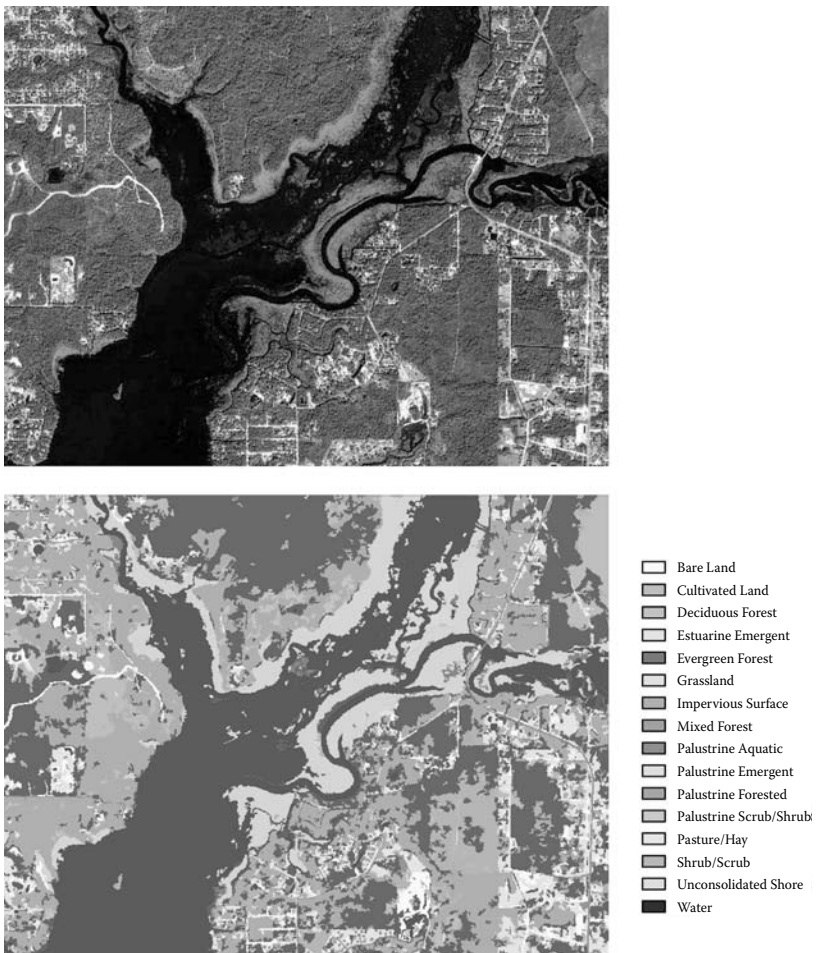 Bare Land
Cultivated Land
Deciduous Forest
Estuarine Emergent
Evergreen Forest
Grassland
Impervious Surface
Mixed Forest
Palustrine Aquatic
Palustrine Emergent
Palustrine Forested
Palustrine Scrub/Shrub
Pasture/Hay
Shrub/Scrub
Unconsolidated Shore
Water